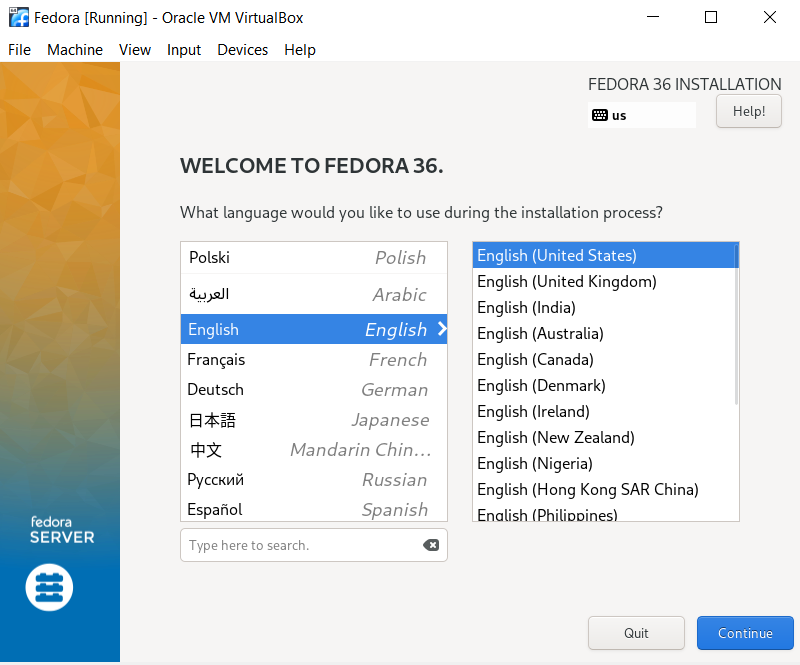 Fedora [Running] - Oracle VM VirtualBox
File Machine View Input Devices Help
FEDORA 36 INSTALLATION
us
Help!
WELCOME TO FEDORA 36.
What language would you like to use during the installation process?
Polski Polish
العربية Arabic
English English
Français French
Deutsch German
日本語 Japanese
中文 Mandarin Chin...
Русский Russian
Español Spanish
Type here to search.
English (United States)
English (United Kingdom)
English (India)
English (Australia)
English (Canada)
English (Denmark)
English (Ireland)
English (New Zealand)
English (Nigeria)
English (Hong Kong SAR China)
English (Philippines)
fedora
SERVER
Quit
Continue